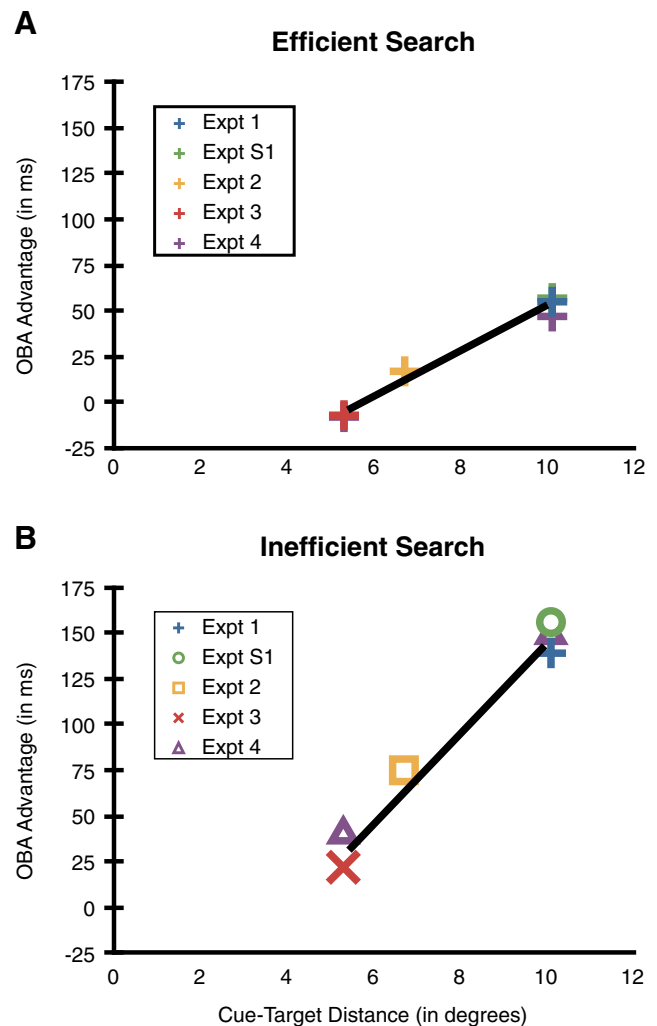 A
Efficient Search
OBA Advantage (in ms)
175
150
125
100
75
50
25
0
-25
Expt 1
Expt S1
Expt 2
Expt 3
Expt 4
0 2 4 6 8 10 12
B
Inefficient Search
OBA Advantage (in ms)
175
150
125
100
75
50
25
0
-25
Expt 1
Expt S1
Expt 2
Expt 3
Expt 4
0 2 4 6 8 10 12
Cue-Target Distance (in degrees)